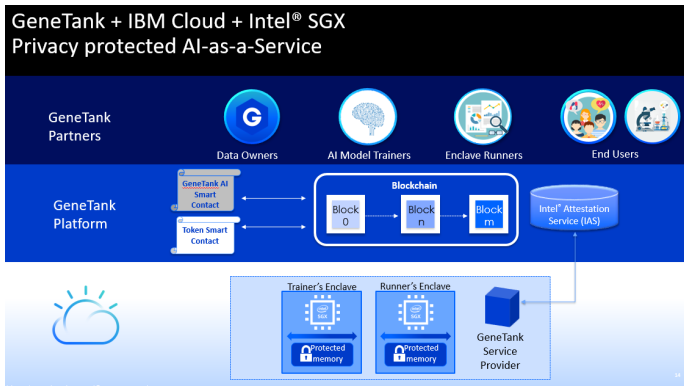 GeneTank + IBM Cloud + Intel® SGX
Privacy protected AI-as-a-Service
GeneTank
Partners
G
Data Owners
AI Model Trainers
Enclave Runners
End Users
GeneTank
Platform
GeneTank AI
Smart
Contact
Token Smart
Contact
Blockchain
Block
0
Block
n
Block
m
Intel® Attestation
Service (IAS)
Trainer's Enclave
SGX
Protected
memory
Runner's Enclave
SGX
Protected
memory
GeneTank
Service
Provider